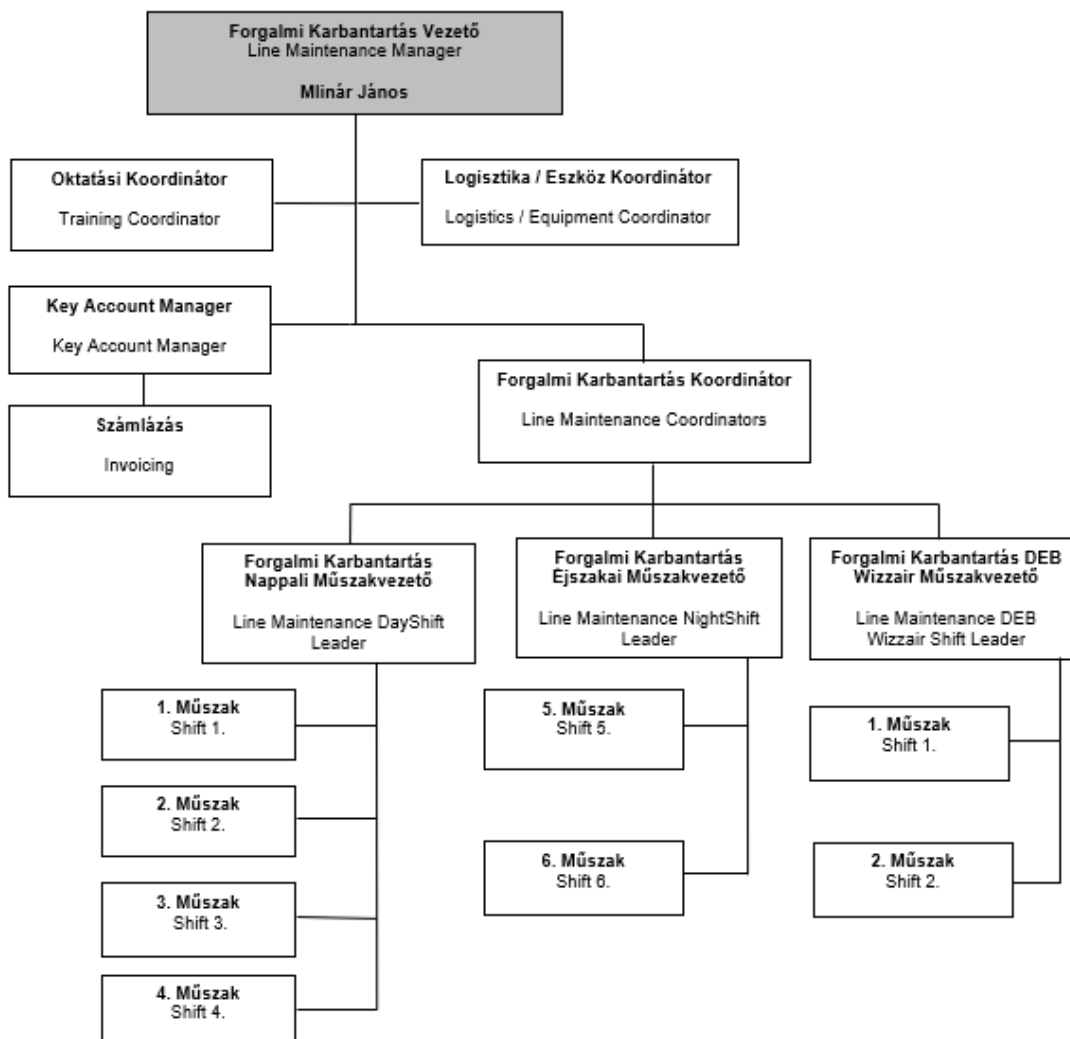 Forgalmi Karbantartás Vezető
Line Maintenance Manager
Mlinár János
Oktatási Koordinátor
Training Coordinator
Logisztika / Eszköz Koordinátor
Logistics / Equipment Coordinator
Key Account Manager
Key Account Manager
Számlázás
Invoicing
Forgalmi Karbantartás Koordinátor
Line Maintenance Coordinators
Forgalmi Karbantartás
Nappali Műszakvezető
Line Maintenance DayShift
Leader
Forgalmi Karbantartás
Éjszakai Műszakvezető
Line Maintenance NightShift
Leader
Forgalmi Karbantartás DEB
Wizzair Műszakvezető
Line Maintenance DEB
Wizzair Shift Leader
1. Műszak
Shift 1.
2. Műszak
Shift 2.
3. Műszak
Shift 3.
4. Műszak
Shift 4.
5. Műszak
Shift 5.
6. Műszak
Shift 6.
1. Műszak
Shift 1.
2. Műszak
Shift 2.